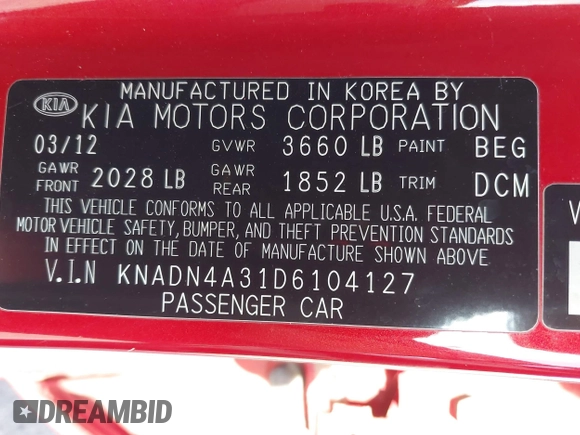 MANUFACTURED IN KOREA BY
KIA KIA MOTORS CORPORATION
03/12 GVWR 3660 LB PAINT BEG
GAWR FRONT 2028 LB GAWR REAR 1852 LB TRIM DCM
THIS VEHICLE CONFORMS TO ALL APPLICABLE U.S.A. FEDERAL
MOTOR VEHICLE SAFETY, BUMPER, AND THEFT PREVENTION STANDARDS
IN EFFECT ON THE DATE OF MANUFACTURE SHOWN ABOVE
V.I.N KNADN4A31D6104127
PASSENGER CAR
DREAMBID